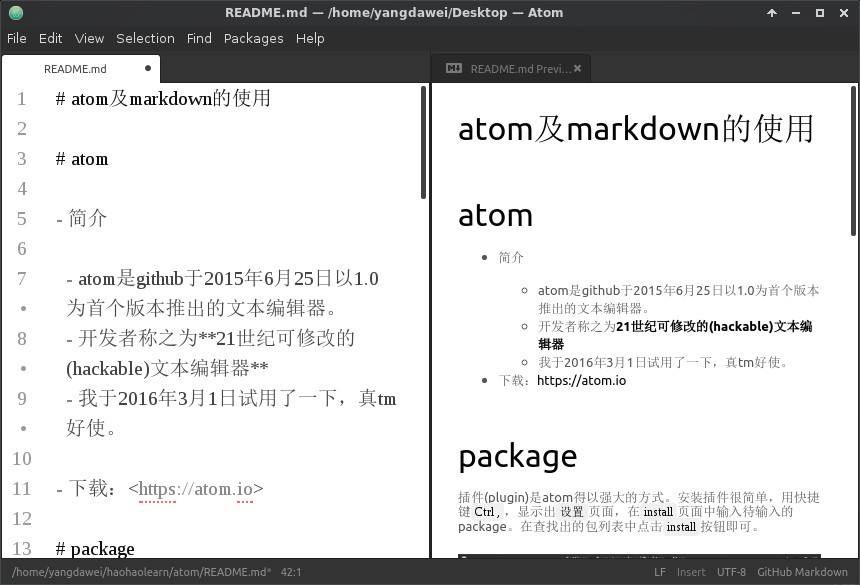 README.md — /home/yangdawei/Desktop — Atom
File Edit View Selection Find Packages Help
README.md
README.md Previ...
1 # atom及markdown的使用
2
3 # atom
4
5 - 简介
6
7 - atom是github于2015年6月25日以1.0
为首个版本推出的文本编辑器。
8 - 开发者称之为**21世纪可修改的
(hackable)文本编辑器**
9 - 我于2016年3月1日试用了一下，真tm
好使。
10
11 - 下载：<https://atom.io>
12
13 # package
atom及markdown的使用
atom
简介
atom是github于2015年6月25日以1.0为首个版本
推出的文本编辑器。
开发者称之为21世纪可修改的(hackable)文本编
辑器
我于2016年3月1日试用了一下，真tm好使。
下载：https://atom.io
package
插件(plugin)是atom得以强大的方式。安装插件很简单，用快捷
键 Ctrl, ，显示出 设置 页面，在 install 页面中输入待输入的
package。在查找出的包列表中点击 install 按钮即可。
/home/yangdawei/haohaolearn/atom/README.md* 42:1 LF Insert UTF-8 GitHub Markdown